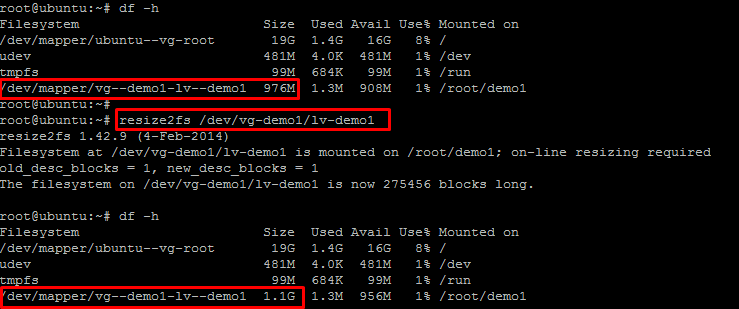 root@ubuntu:~# df -h
Filesystem                       Size  Used Avail Use% Mounted on
/dev/mapper/ubuntu--vg-root       19G  1.4G   16G   8% /
udev                             481M  4.0K  481M   1% /dev
tmpfs                             99M  684K   99M   1% /run
/dev/mapper/vg--demo1-lv--demo1  976M  1.3M  908M   1% /root/demo1
root@ubuntu:~#
root@ubuntu:~# resize2fs /dev/vg-demo1/lv-demo1
resize2fs 1.42.9 (4-Feb-2014)
Filesystem at /dev/vg-demo1/lv-demo1 is mounted on /root/demo1; on-line resizing required
old_desc_blocks = 1, new_desc_blocks = 1
The filesystem on /dev/vg-demo1/lv-demo1 is now 275456 blocks long.
root@ubuntu:~# df -h
Filesystem                       Size  Used Avail Use% Mounted on
/dev/mapper/ubuntu--vg-root       19G  1.4G   16G   8% /
udev                             481M  4.0K  481M   1% /dev
tmpfs                             99M  684K   99M   1% /run
/dev/mapper/vg--demo1-lv--demo1  1.1G  1.3M  956M   1% /root/demo1